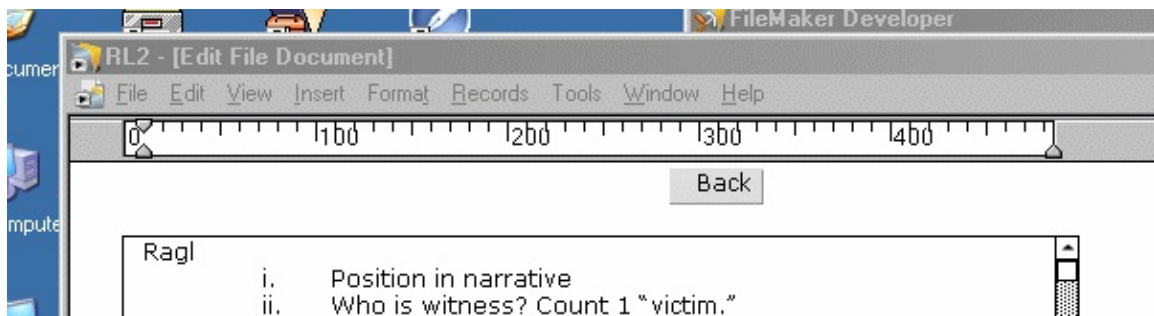 FileMaker Developer
RL2 - [Edit File Document]
File Edit View Insert Format Records Tools Window Help
0 100 200 300 400
Back
Ragl
i. Position in narrative
ii. Who is witness? Count 1 “victim.”